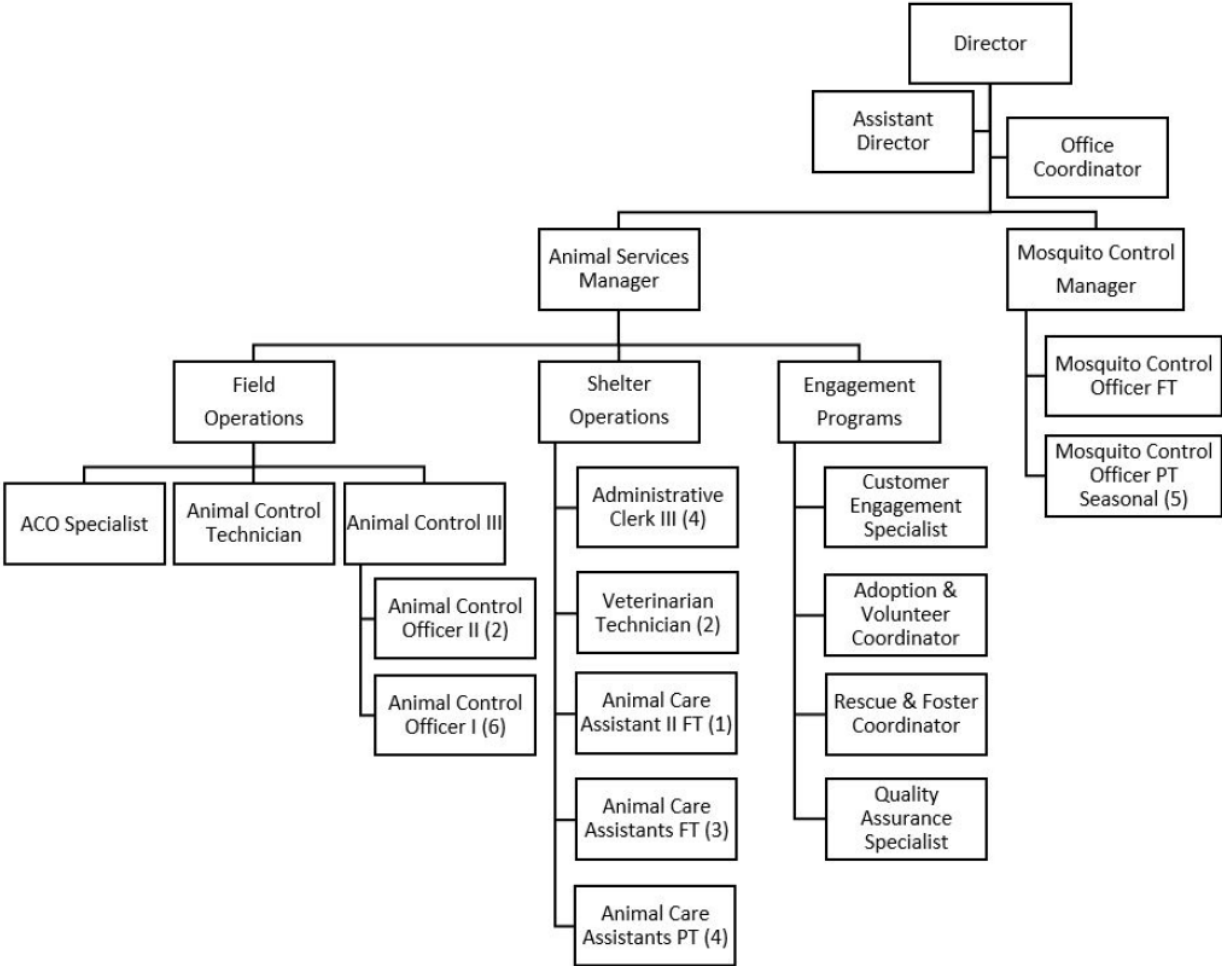 Director
Assistant
Director
Office
Coordinator
Animal Services
Manager
Mosquito Control
Manager
Field
Operations
Shelter
Operations
Engagement
Programs
Mosquito Control
Officer FT
Mosquito Control
Officer PT
Seasonal (5)
ACO Specialist
Animal Control
Technician
Animal Control III
Animal Control
Officer II (2)
Animal Control
Officer I (6)
Administrative
Clerk III (4)
Veterinarian
Technician (2)
Animal Care
Assistant II FT (1)
Animal Care
Assistants FT (3)
Animal Care
Assistants PT (4)
Customer
Engagement
Specialist
Adoption &
Volunteer
Coordinator
Rescue & Foster
Coordinator
Quality
Assurance
Specialist